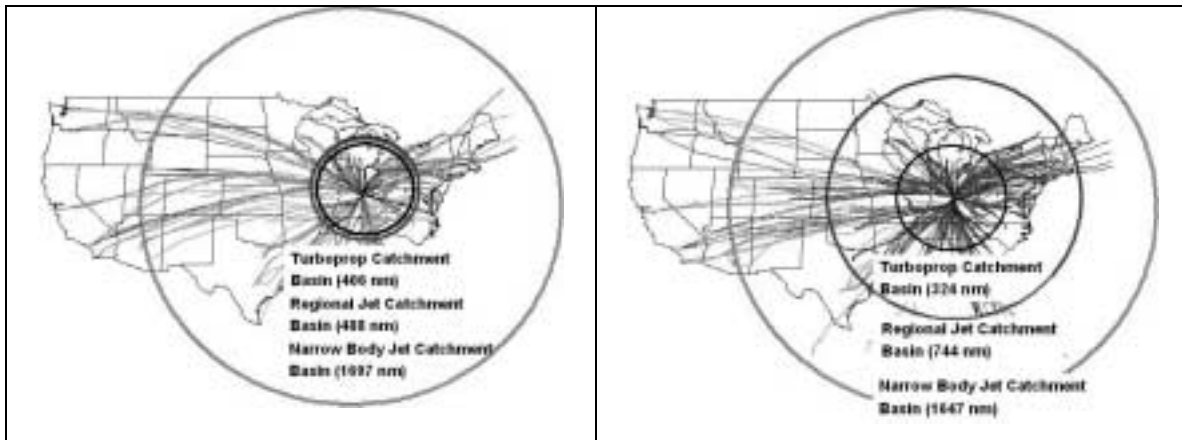 Turboprop Catchment
Basin (406 nm)
Regional Jet Catchment
Basin (488 nm)
Narrow Body Jet Catchment
Basin (1697 nm)
Turboprop Catchment
Basin (324 nm)
Regional Jet Catchment
Basin (744 nm)
Narrow Body Jet Catchment
Basin (1647 nm)